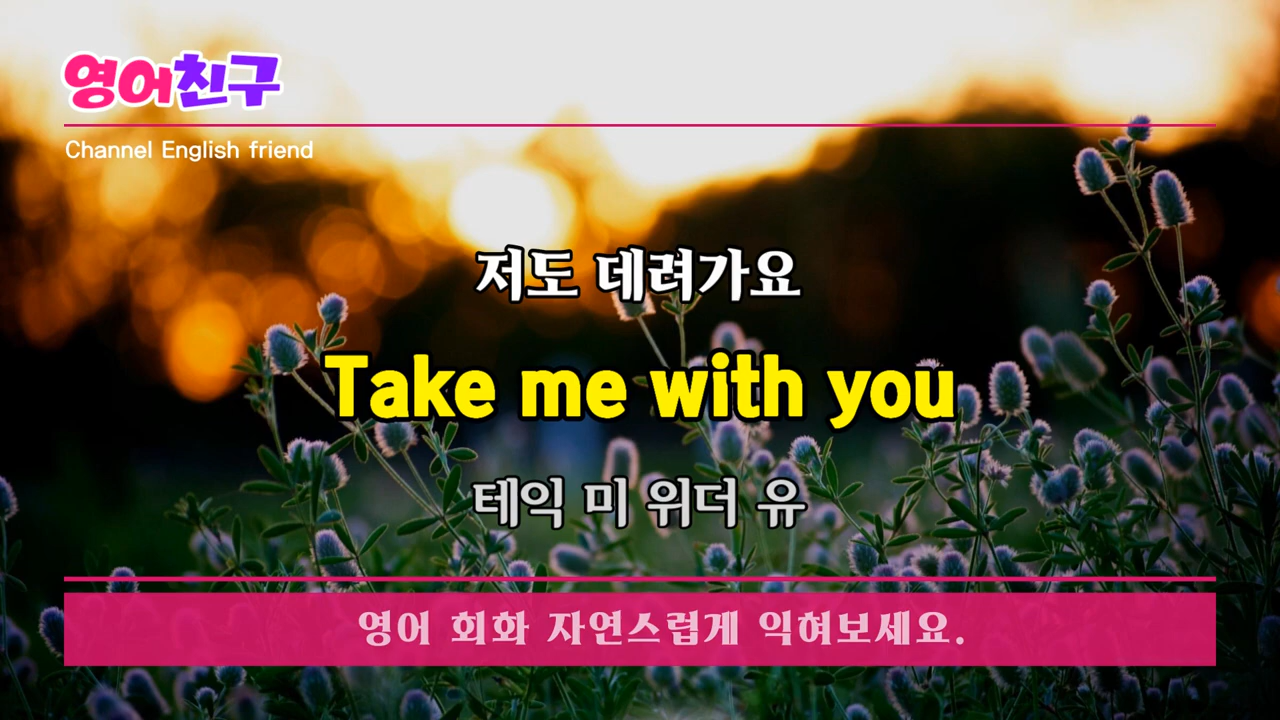 영어친구
Channel English friend
저도 데려가요
Take me with you
테익 미 위더 유
영어 회화 자연스럽게 익혀보세요.